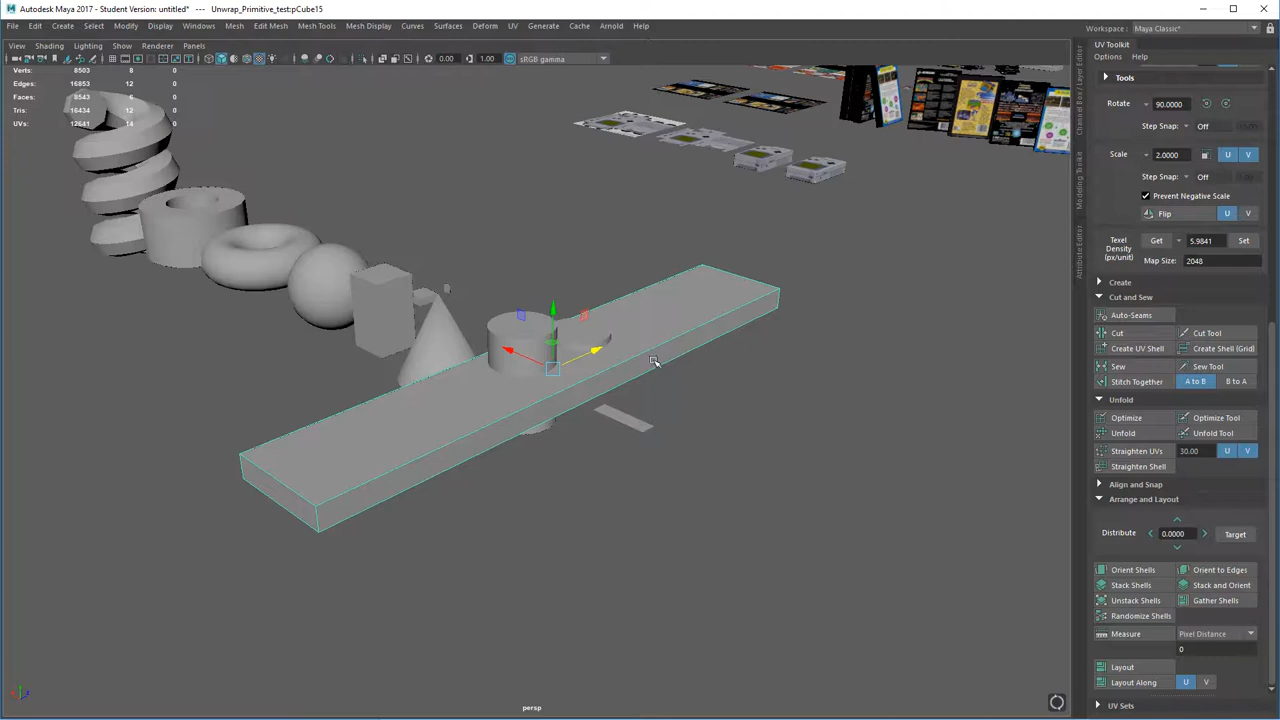 Autodesk Maya 2017 - Student Version: untitled*   ---   Unwrap_Primitive_test:pCube15
File Edit Create Select Modify Display Windows Mesh Edit Mesh Mesh Tools Mesh Display Curves Surfaces Deform UV Generate Cache Arnold Help
Workspace : Maya Classic*
View Shading Lighting Show Renderer Panels
UV Toolkit
Options Help
0.00 1.00 sRGB gamma
Verts: 8503 8 0
Edges: 16853 12 0
Faces: 8543 6 0
Tris: 16434 12 0
UVs: 12641 14 0
Channel Box / Layer Editor
Modeling Toolkit
Attribute Editor
Tools
Rotate 90.0000
Step Snap: Off
Scale 2.0000 U V
Step Snap: Off
Prevent Negative Scale
Flip U V
Texel Density (px/unit) Get 5.9841 Set
Map Size: 2048
Create
Cut and Sew
Auto-Seams
Cut Cut Tool
Create UV Shell Create Shell (Grid)
Sew Sew Tool
Stitch Together A to B B to A
Unfold
Optimize Optimize Tool
Unfold Unfold Tool
Straighten UVs 30.00 U V
Straighten Shell
Align and Snap
Arrange and Layout
Distribute 0.0000 Target
Orient Shells Orient to Edges
Stack Shells Stack and Orient
Unstack Shells Gather Shells
Randomize Shells
Measure Pixel Distance
0
Layout
Layout Along U V
UV Sets
persp